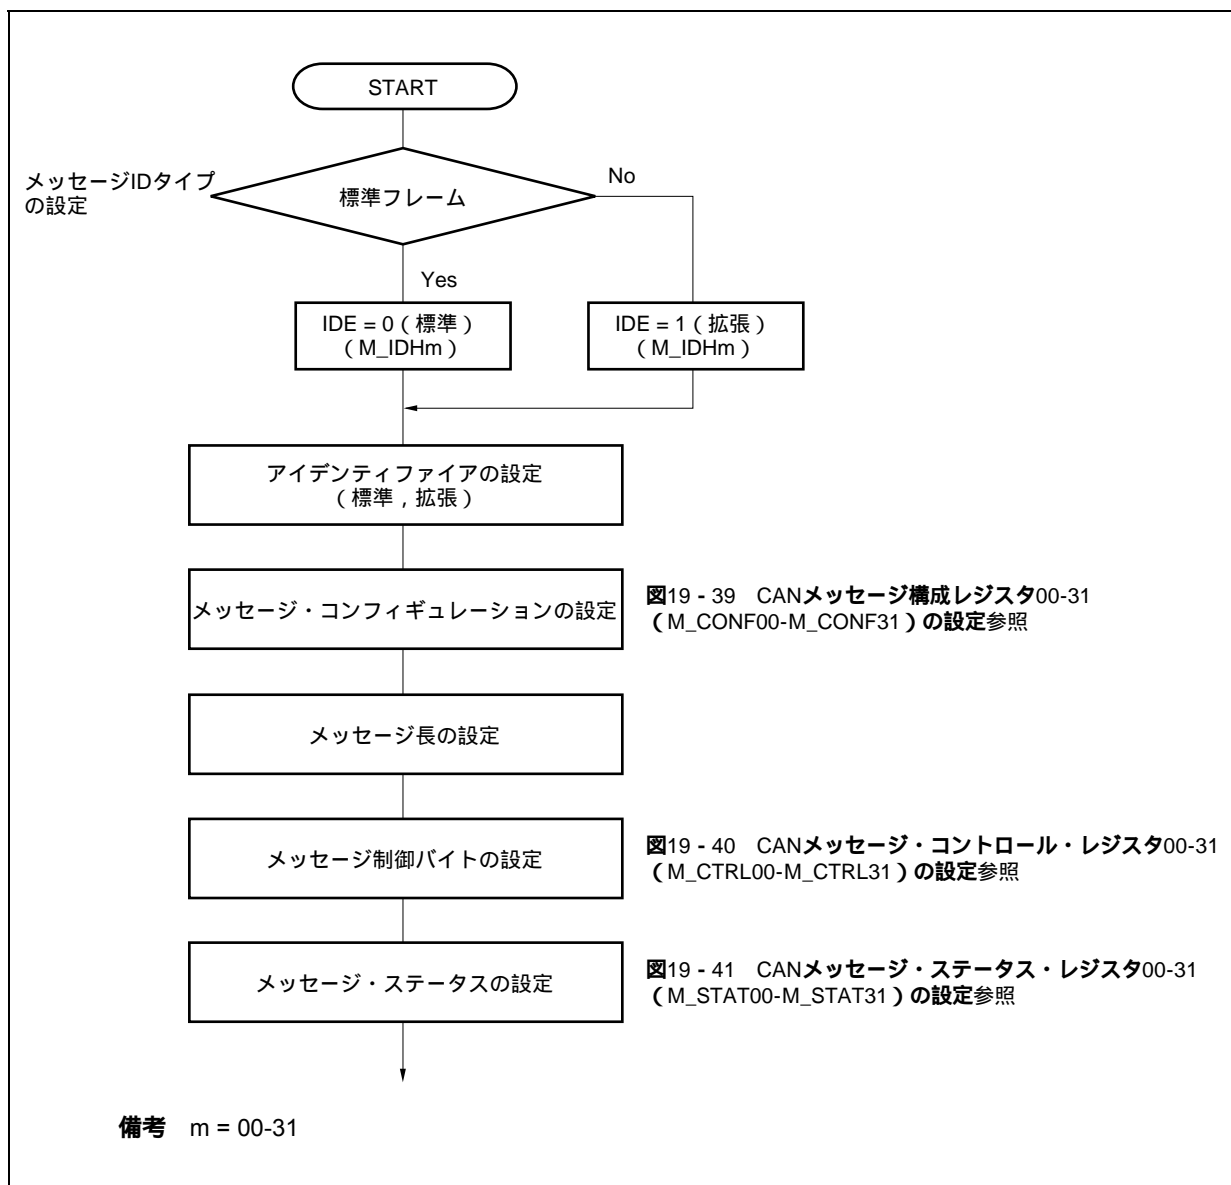 START
メッセージIDタイプ
の設定
標準フレーム
No
Yes
IDE = 0（標準）
（M_IDHm）
IDE = 1（拡張）
（M_IDHm）
アイデンティファイアの設定
（標準，拡張）
メッセージ・コンフィギュレーションの設定
図19 - 39　CANメッセージ構成レジスタ00-31
（M_CONF00-M_CONF31）の設定参照
メッセージ長の設定
メッセージ制御バイトの設定
図19 - 40　CANメッセージ・コントロール・レジスタ00-31
（M_CTRL00-M_CTRL31）の設定参照
メッセージ・ステータスの設定
図19 - 41　CANメッセージ・ステータス・レジスタ00-31
（M_STAT00-M_STAT31）の設定参照
備考　m = 00-31